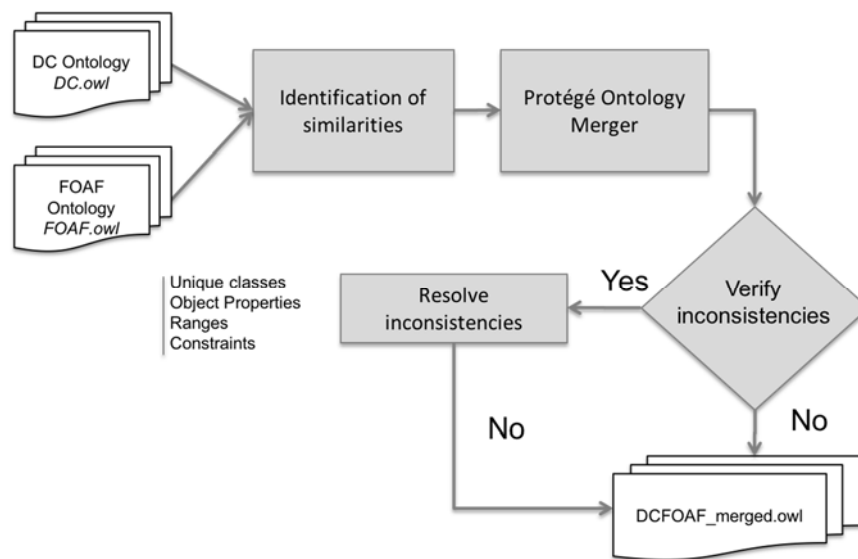 DC Ontology
DC.owl
Identification of
similarities
Protégé Ontology
Merger
FOAF
Ontology
FOAF.owl
Unique classes
Object Properties
Ranges
Constraints
Resolve
inconsistencies
Yes
Verify
inconsistencies
No
No
DCFOAF_merged.owl